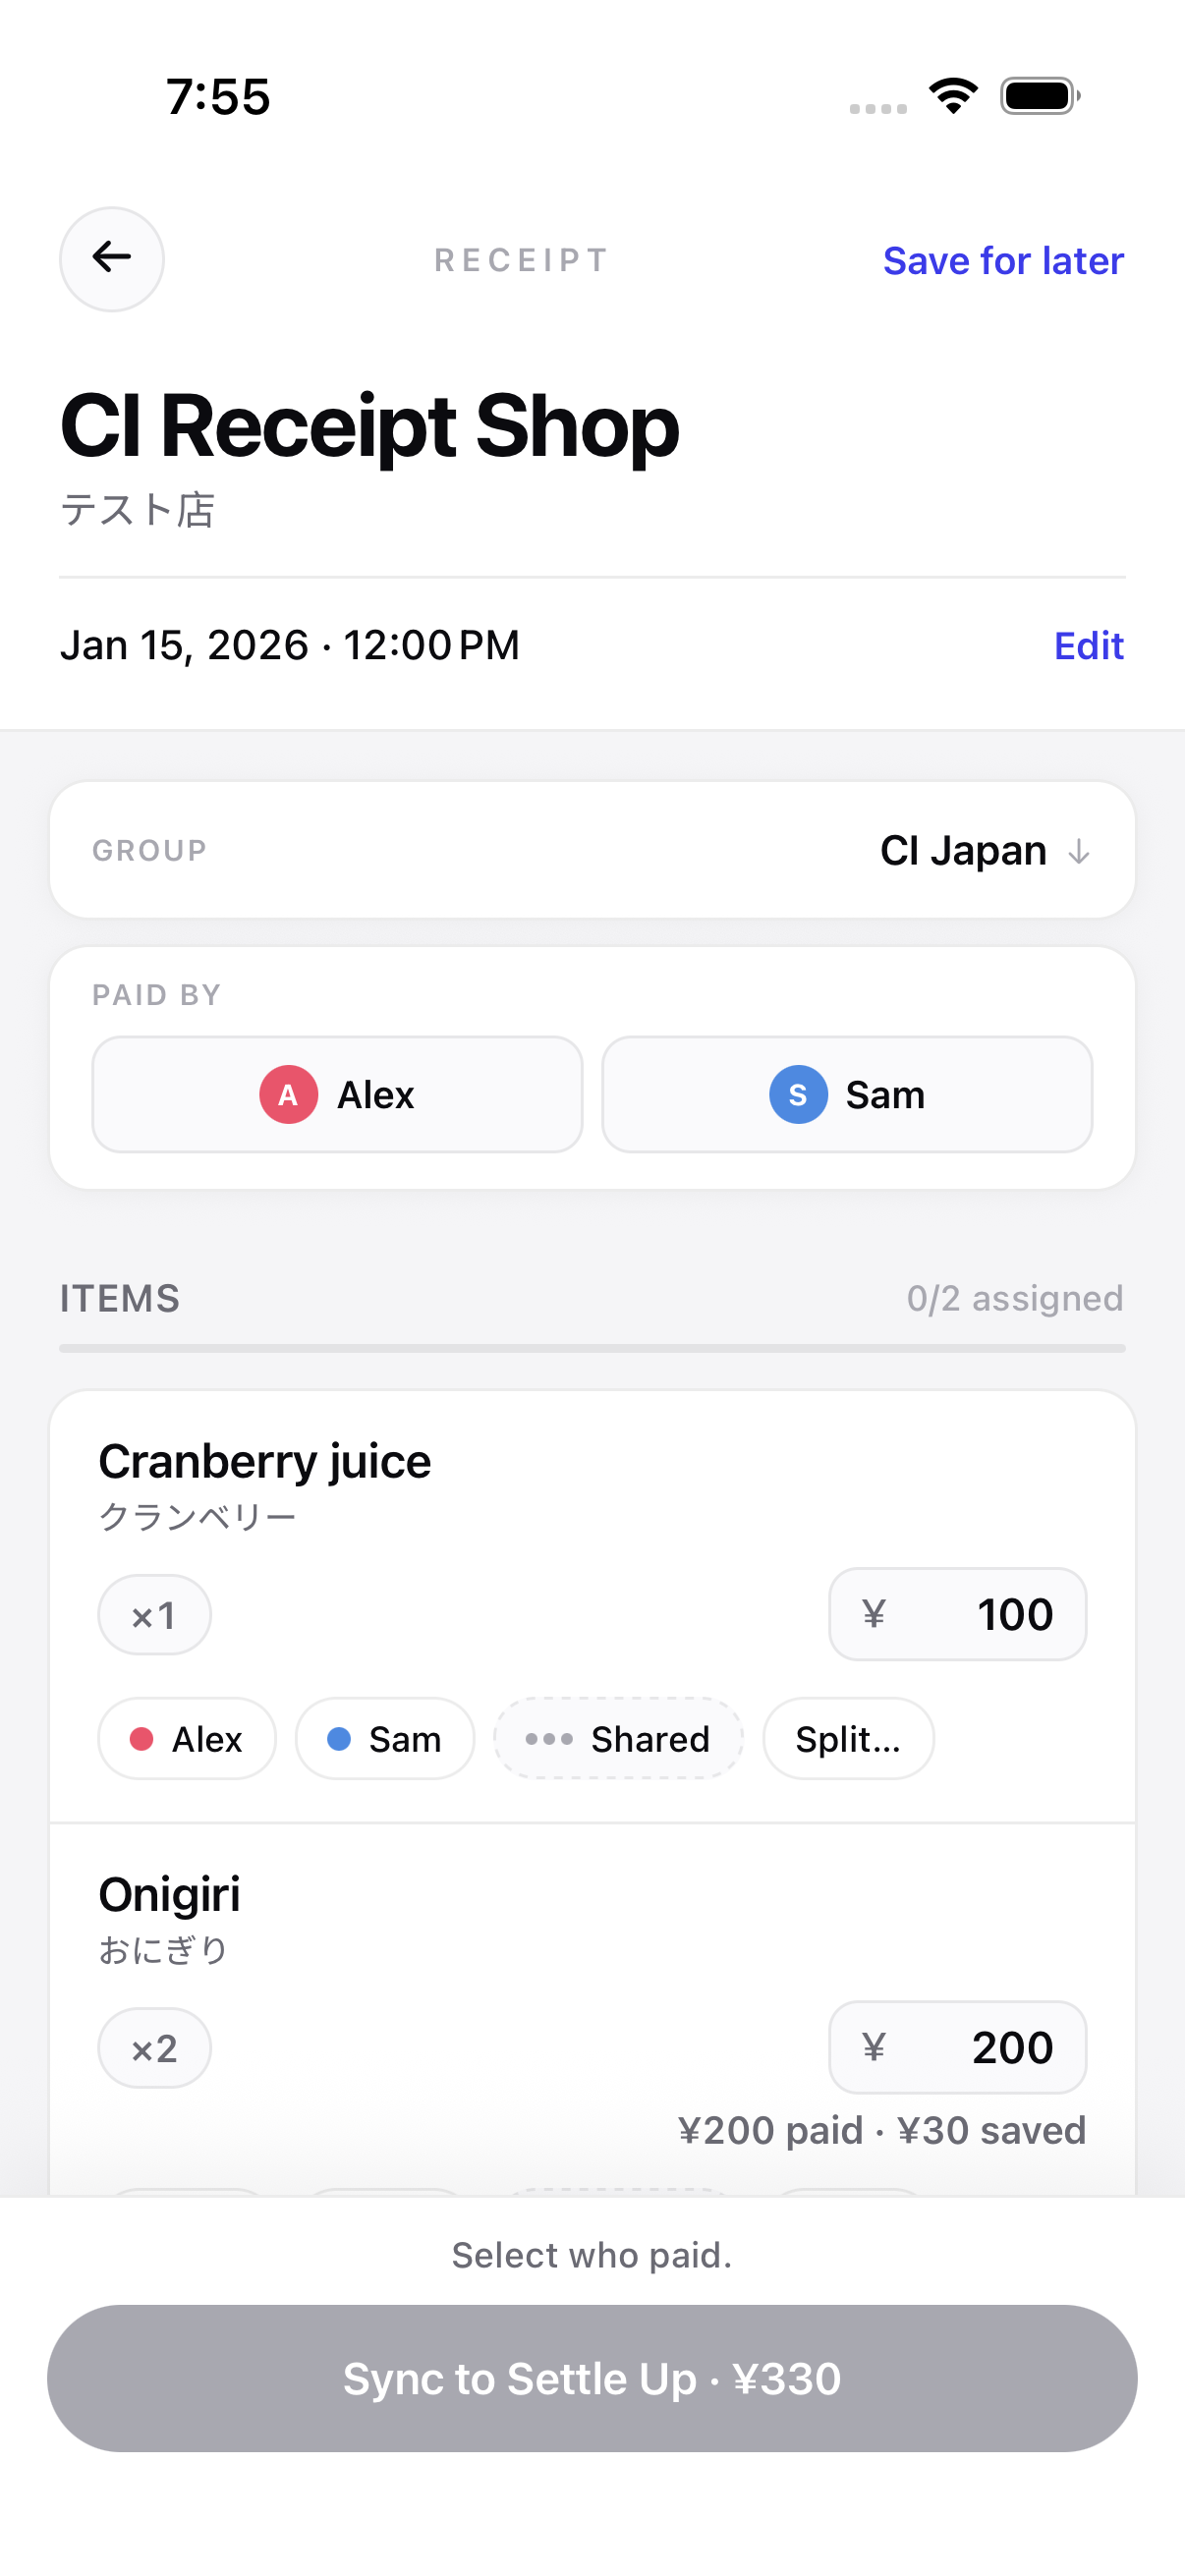 7:55
RECEIPT
Save for later
CI Receipt Shop
テスト店
Jan 15, 2026 · 12:00 PM
Edit
GROUP
CI Japan ↓
PAID BY
A Alex
S Sam
ITEMS
0/2 assigned
Cranberry juice
クランベリー
×1
¥ 100
Alex
Sam
Shared
Split...
Onigiri
おにぎり
×2
¥ 200
¥200 paid · ¥30 saved
Select who paid.
Sync to Settle Up · ¥330